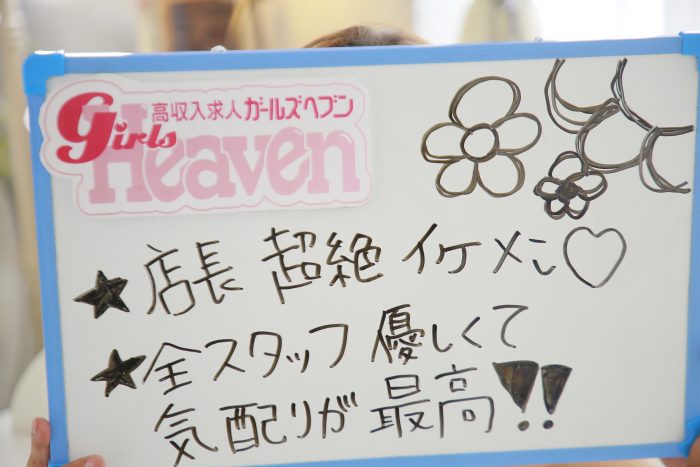 高収入求人ガールズヘブン
Girls
Heaven
★店長 超絶 イケメン♡
★全スタッフ 優しくて
気配りが 最高!!